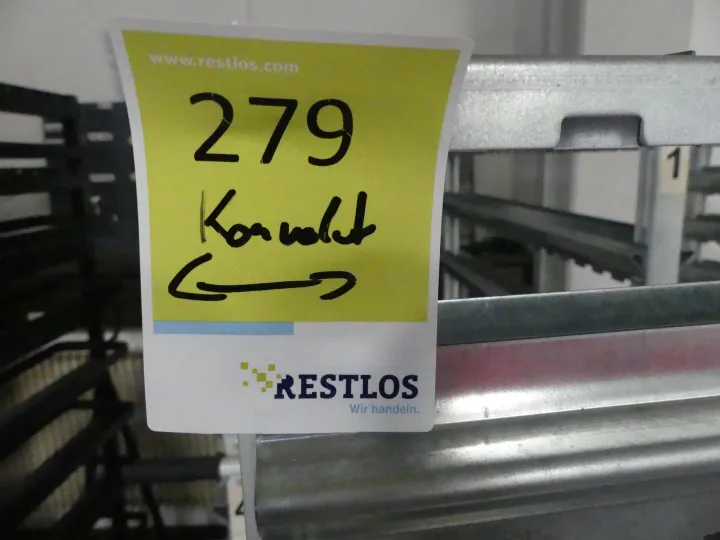 www.restlos.com
279
Konvolut
RESTLOS
Wir handeln.
1